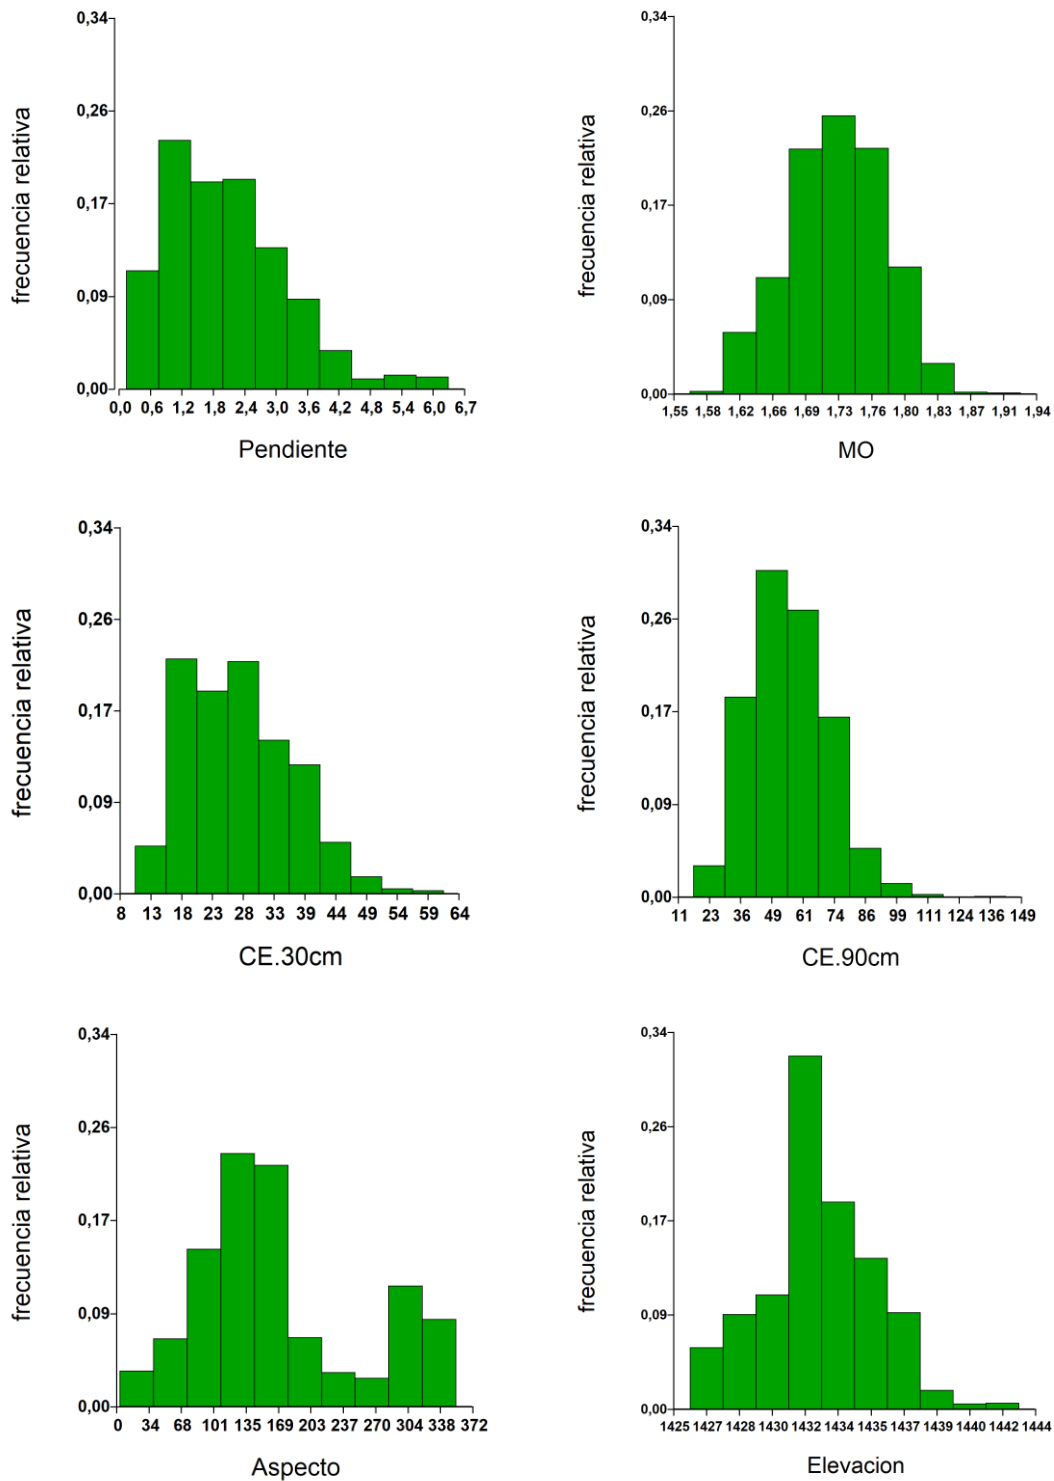 0,34
0,26
0,17
0,09
0,00
frecuencia relativa
0,0 0,6 1,2 1,8 2,4 3,0 3,6 4,2 4,8 5,4 6,0 6,7
Pendiente
0,34
0,26
0,17
0,09
0,00
frecuencia relativa
1,55 1,58 1,62 1,66 1,69 1,73 1,76 1,80 1,83 1,87 1,91 1,94
MO
0,34
0,26
0,17
0,09
0,00
frecuencia relativa
8 13 18 23 28 33 39 44 49 54 59 64
CE.30cm
0,34
0,26
0,17
0,09
0,00
frecuencia relativa
11 23 36 49 61 74 86 99 111 124 136 149
CE.90cm
0,34
0,26
0,17
0,09
0,00
frecuencia relativa
0 34 68 101 135 169 203 237 270 304 338 372
Aspecto
0,34
0,26
0,17
0,09
0,00
frecuencia relativa
1425 1427 1428 1430 1432 1434 1435 1437 1439 1440 1442 1444
Elevacion